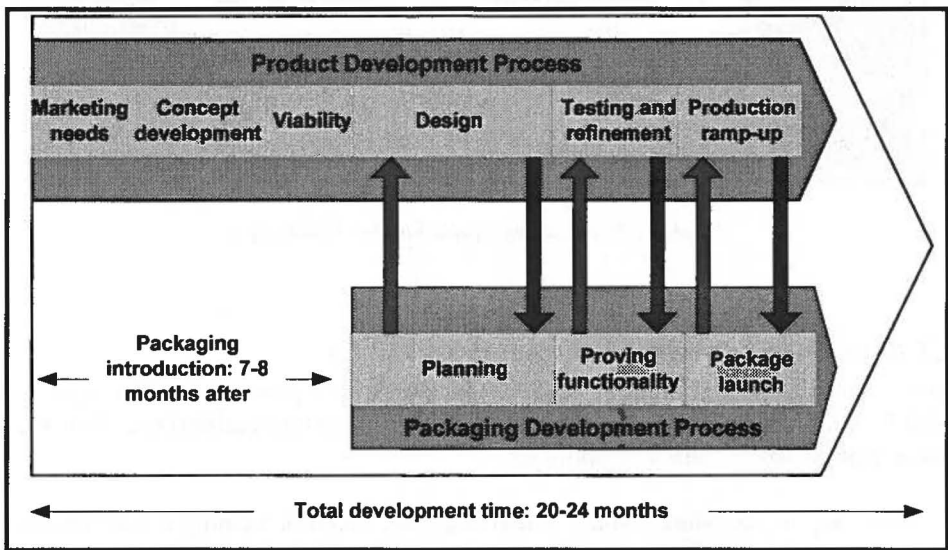 Product Development Process
Marketing needs
Concept development
Viability
Design
Testing and refinement
Production ramp-up
Packaging introduction: 7-8 months after
Planning
Proving functionality
Package launch
Packaging Development Process
Total development time: 20-24 months